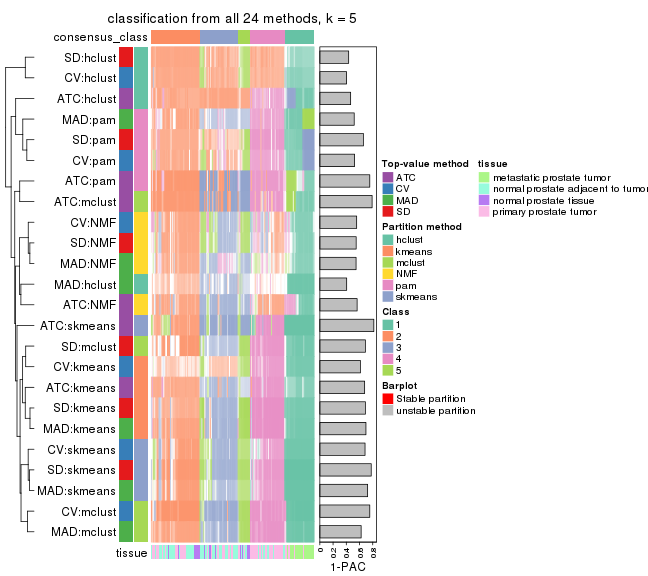 classification from all 24 methods, k = 5
consensus_class
SD:hclust
CV:hclust
ATC:hclust
MAD:pam
SD:pam
CV:pam
ATC:pam
ATC:mclust
CV:NMF
SD:NMF
MAD:NMF
MAD:hclust
ATC:NMF
ATC:skmeans
SD:mclust
CV:kmeans
ATC:kmeans
SD:kmeans
MAD:kmeans
CV:skmeans
SD:skmeans
MAD:skmeans
CV:mclust
MAD:mclust
tissue
0 0.2 0.4 0.6 0.8
1-PAC
Top-value method
ATC
CV
MAD
SD
Partition method
hclust
kmeans
mclust
NMF
pam
skmeans
Class
1
2
3
4
5
Barplot
Stable partition
unstable partition
tissue
metastatic prostate tumor
normal prostate adjacent to tumor
normal prostate tissue
primary prostate tumor